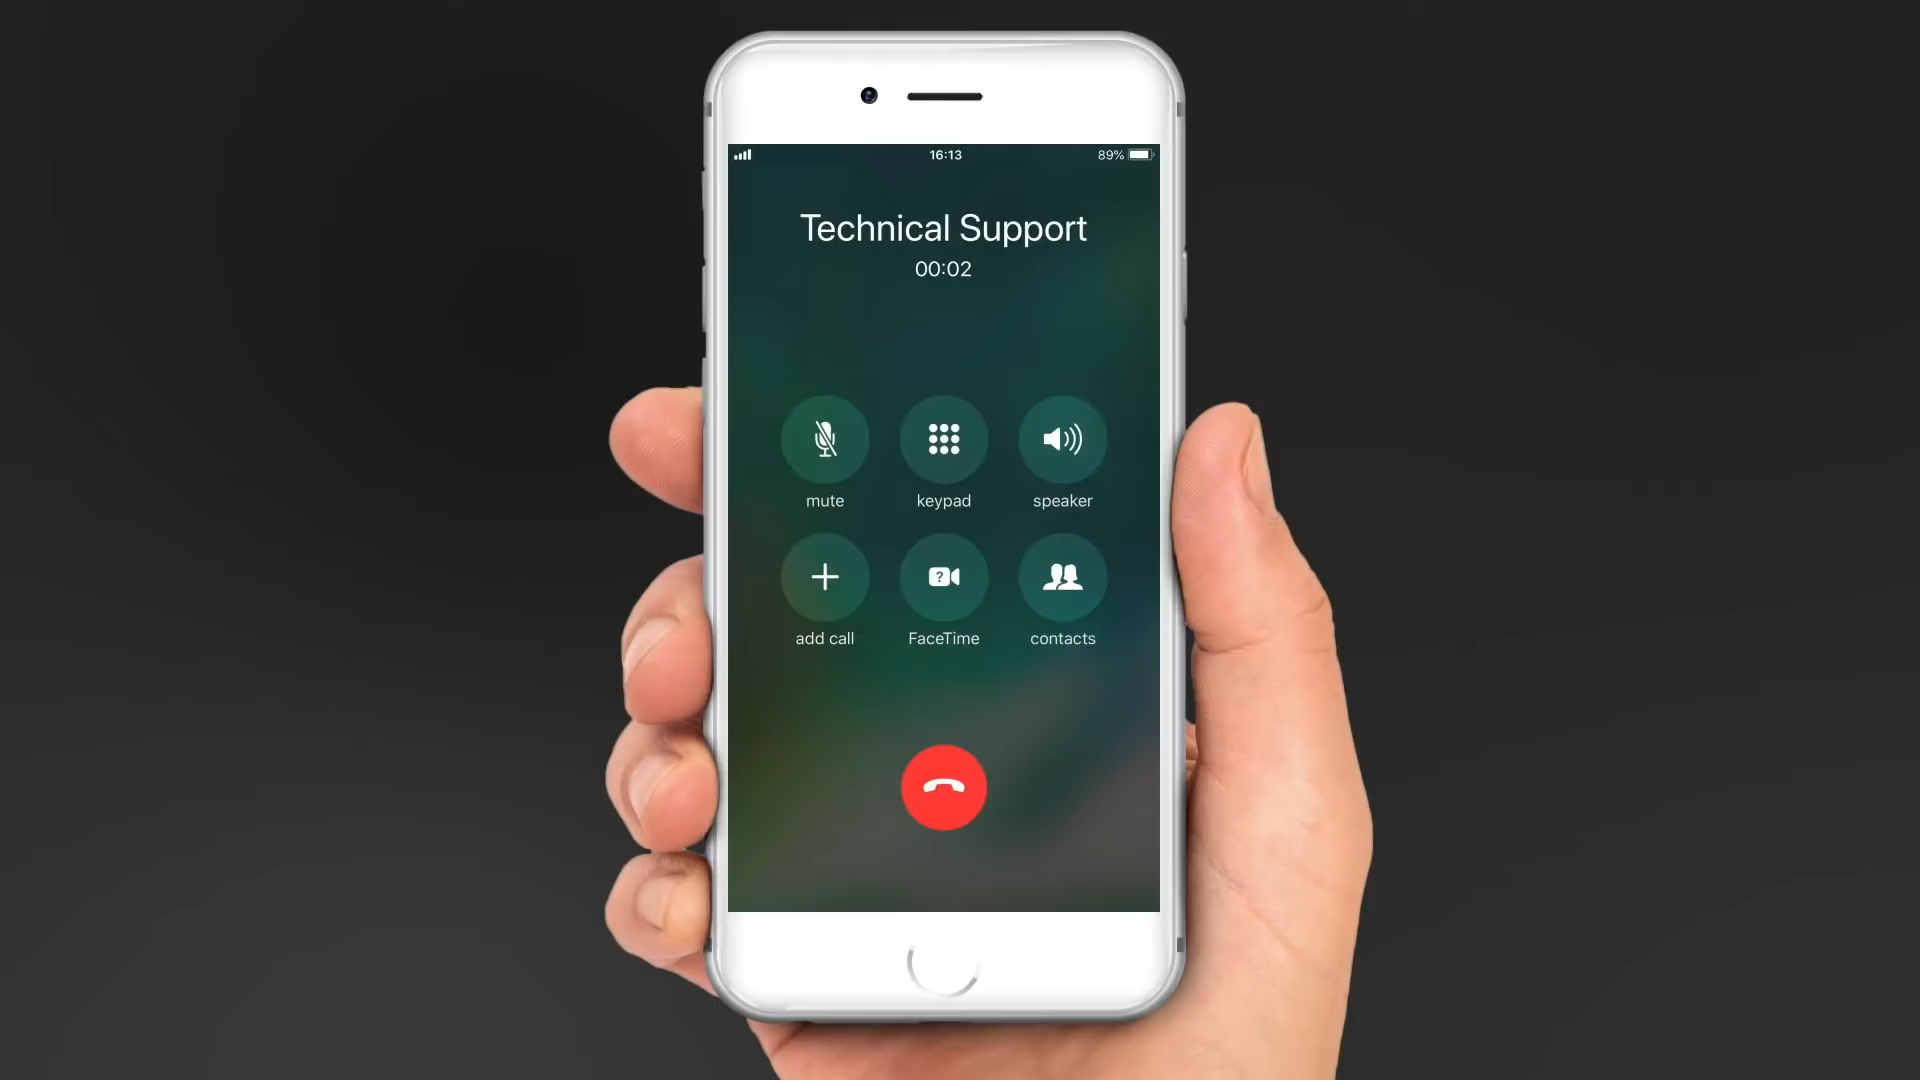 16:13
89%
Technical Support
00:02
mute
keypad
speaker
add call
FaceTime
contacts